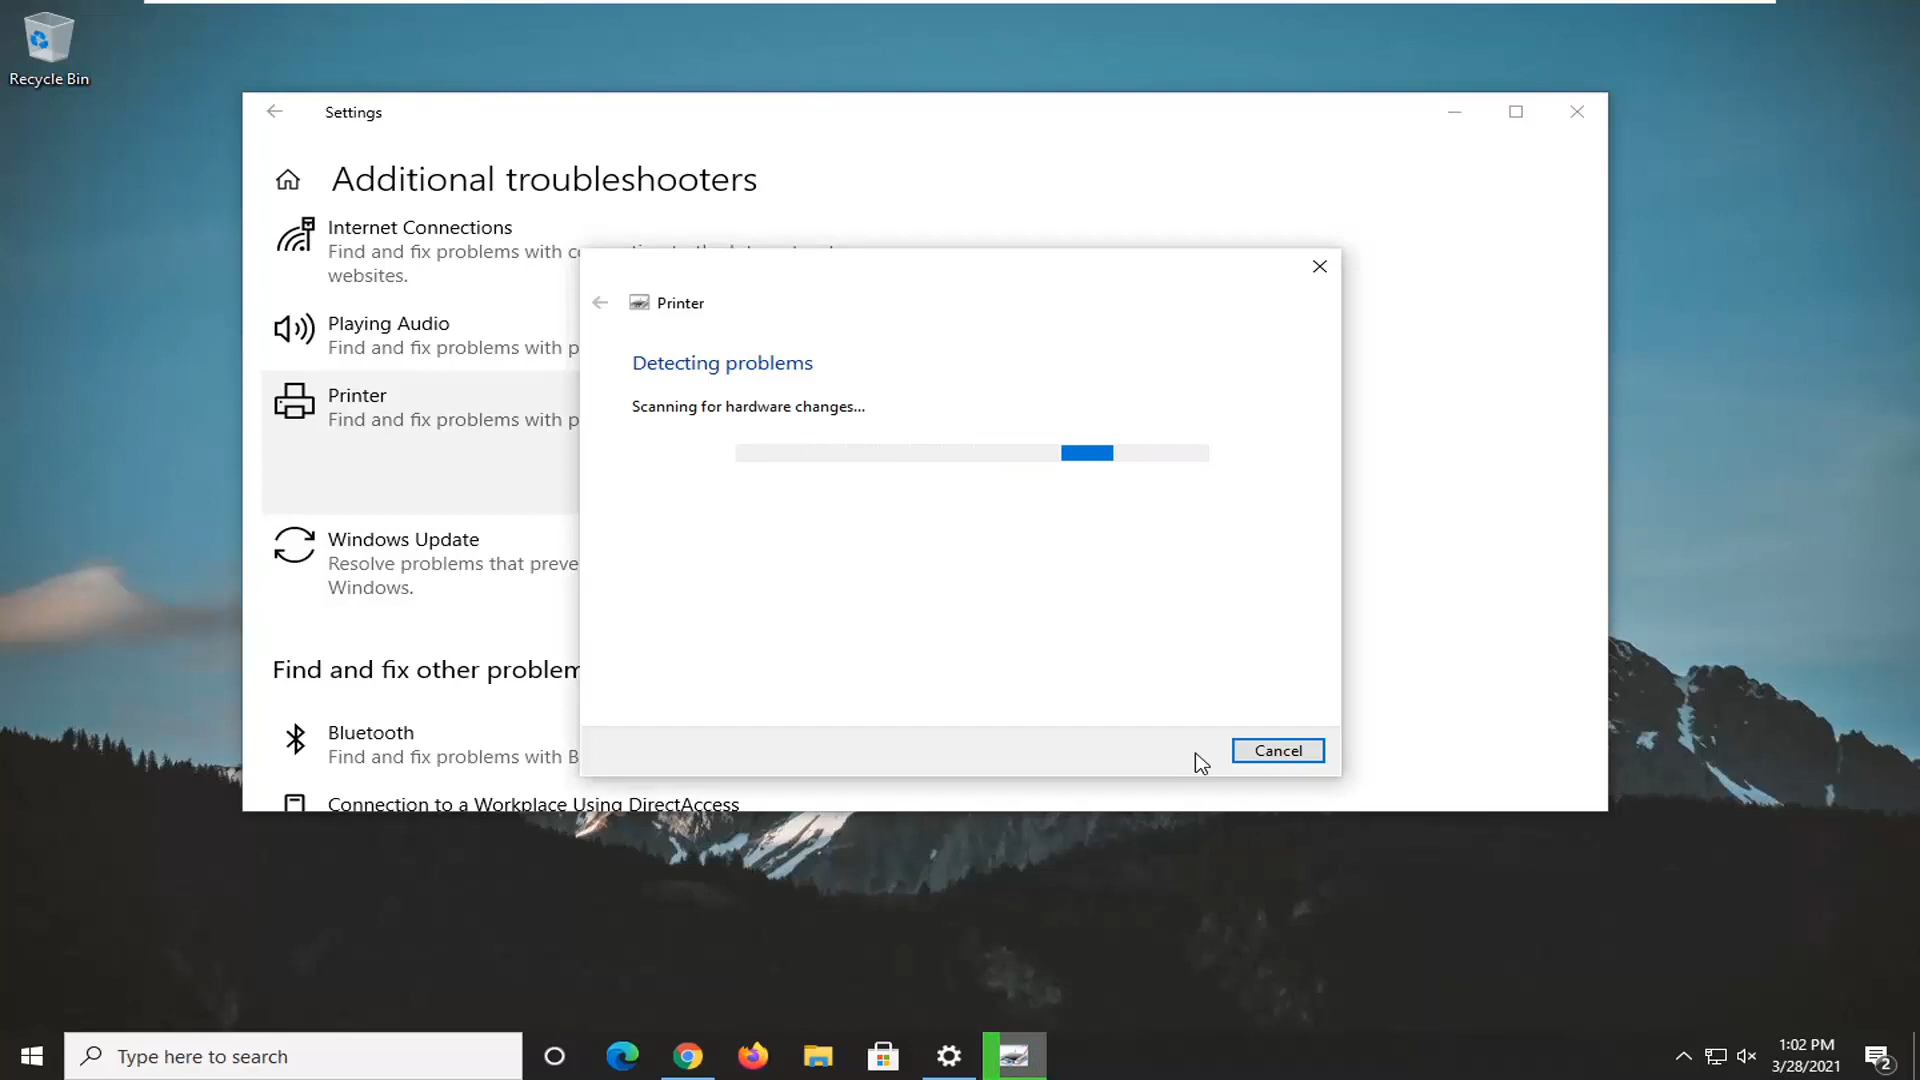 Recycle Bin
Settings
Additional troubleshooters
Internet Connections
Find and fix problems with
websites.
Playing Audio
Find and fix problems with
Printer
Find and fix problems with
Windows Update
Resolve problems that
Windows.
Find and fix other
Bluetooth
Find and fix problems with
Connection to a Workplace Using DirectAccess
Printer
Detecting problems
Scanning for hardware changes...
Cancel
Type here to search
1:02 PM
3/28/2021
2